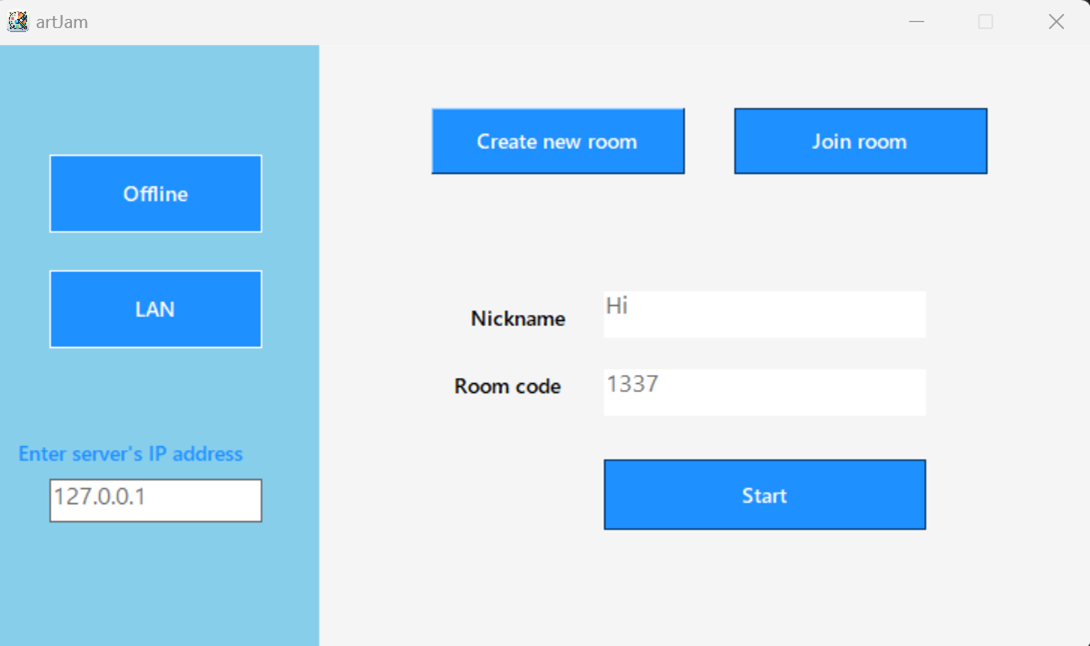 artJam
Offline
LAN
Enter server's IP address
127.0.0.1
Create new room
Join room
Nickname
Hi
Room code
1337
Start